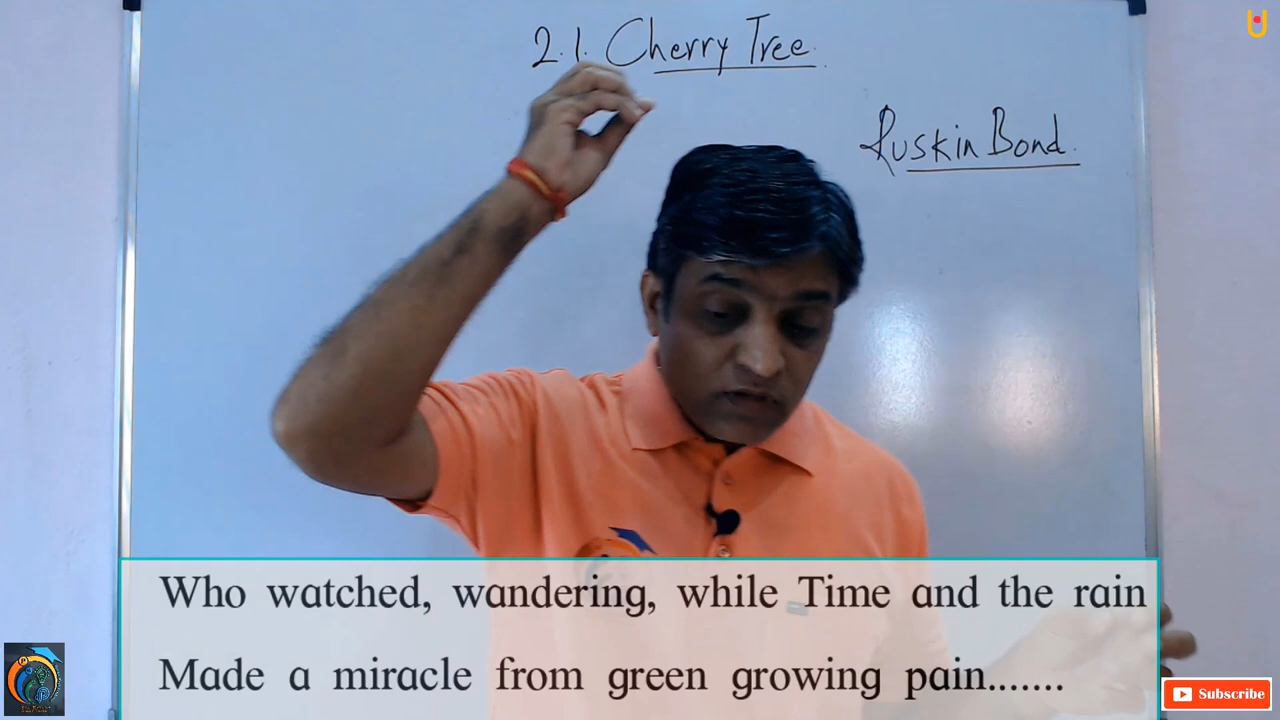 2.1. Cherry Tree.
Ruskin Bond.
Who watched, wandering, while Time and the rain
Made a miracle from green growing pain.......
Subscribe